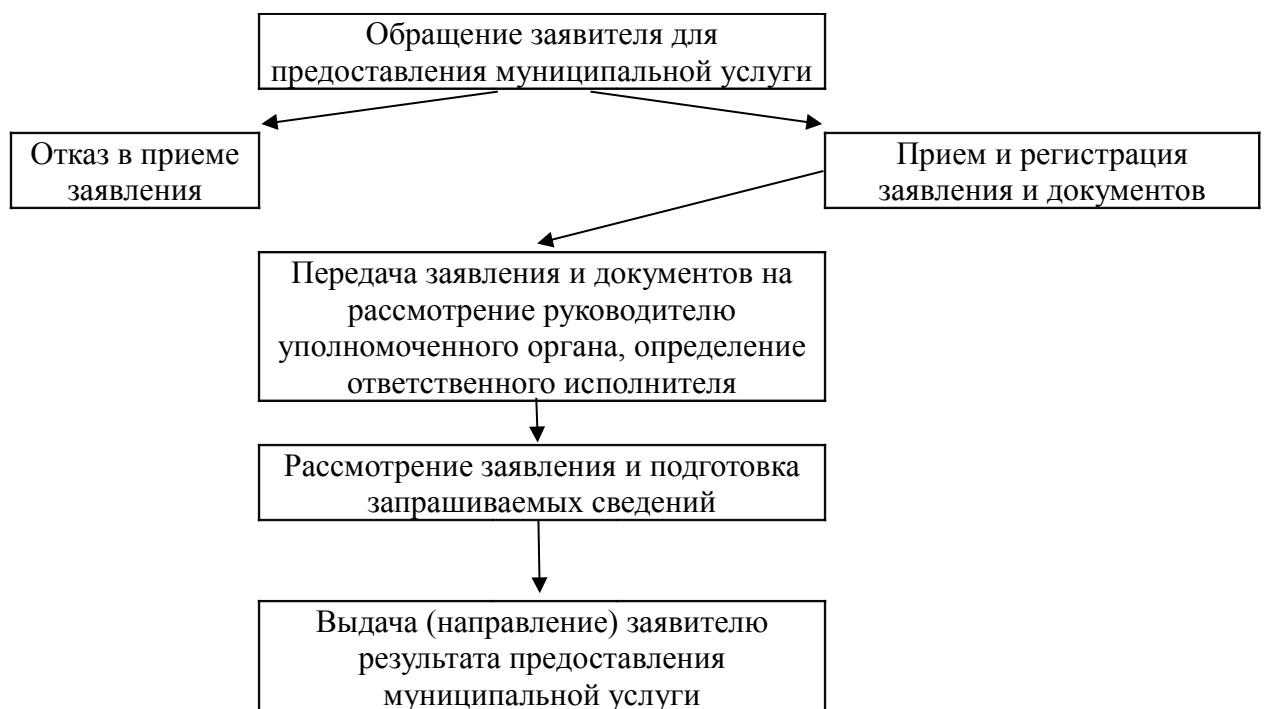 Обращение заявителя для
предоставления муниципальной услуги
Отказ в приеме
заявления
Прием и регистрация
заявления и документов
Передача заявления и документов на
рассмотрение руководителю
уполномоченного органа, определение
ответственного исполнителя
Рассмотрение заявления и подготовка
запрашиваемых сведений
Выдача (направление) заявителю
результата предоставления
муниципальной услуги